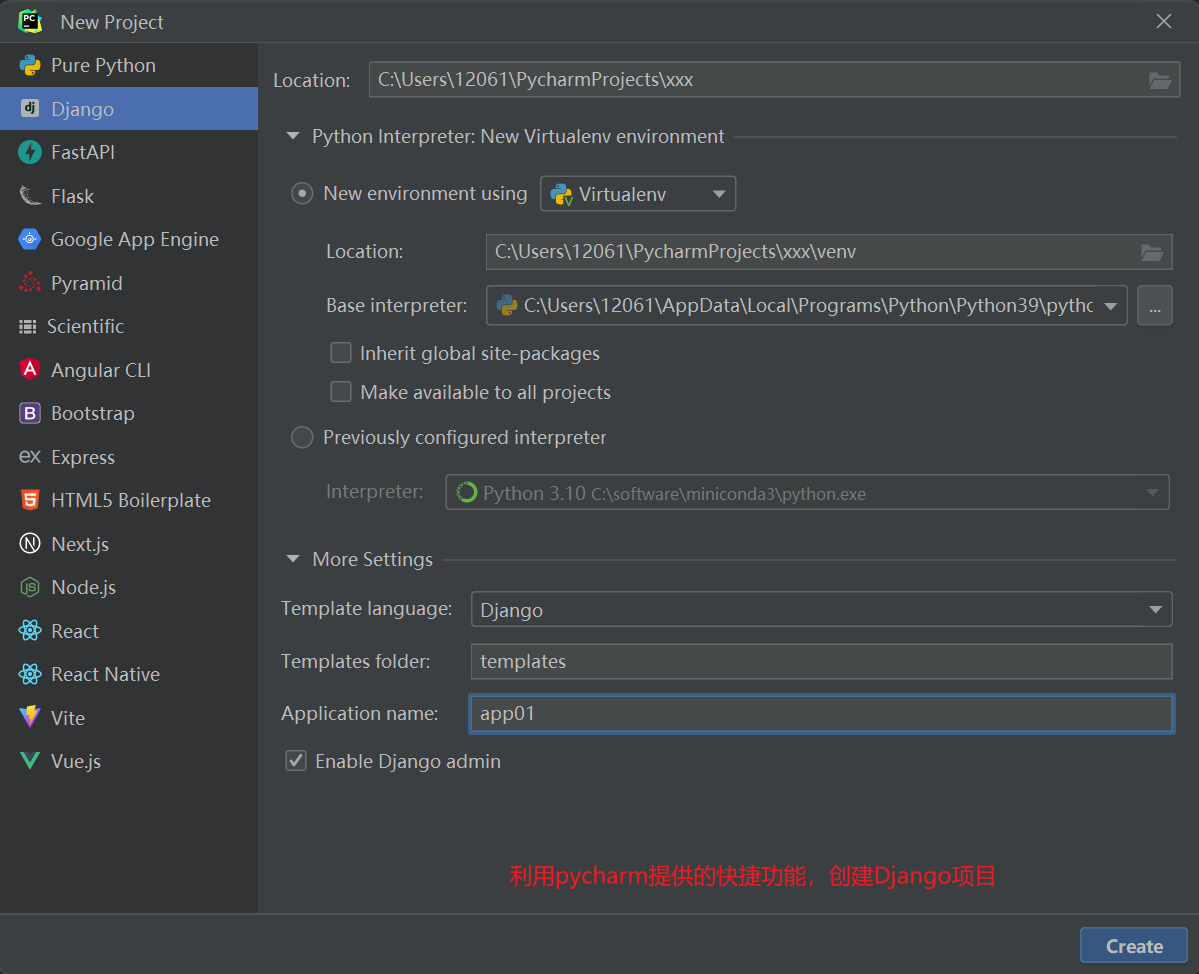 New Project
Pure Python
Django
FastAPI
Flask
Google App Engine
Pyramid
Scientific
Angular CLI
Bootstrap
Express
HTML5 Boilerplate
Next.js
Node.js
React
React Native
Vite
Vue.js
Location: C:\Users\12061\PycharmProjects\xxx
Python Interpreter: New Virtualenv environment
New environment using Virtualenv
Location: C:\Users\12061\PycharmProjects\xxx\venv
Base interpreter: C:\Users\12061\AppData\Local\Programs\Python\Python39\pythc ...
Inherit global site-packages
Make available to all projects
Previously configured interpreter
Interpreter: Python 3.10 C:\software\miniconda3\python.exe
More Settings
Template language: Django
Templates folder: templates
Application name: app01
Enable Django admin
利用pycharm提供的快捷功能，创建Django项目
Create